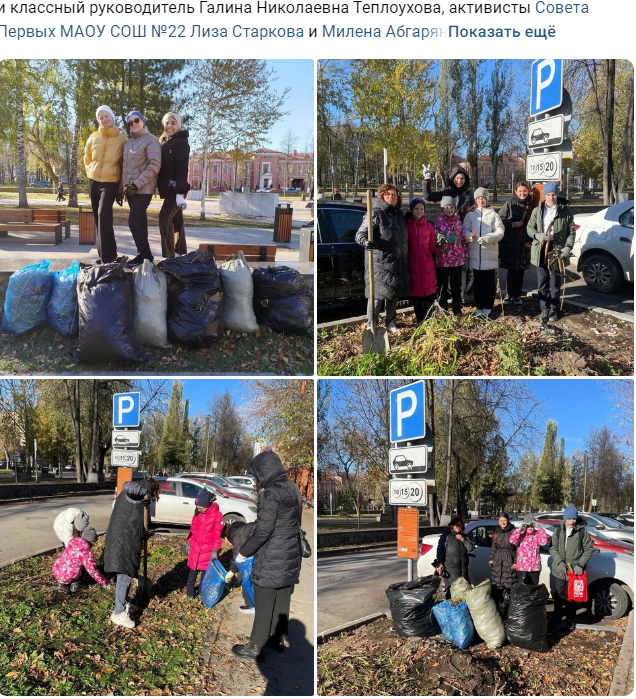 и классный руководитель Галина Николаевна Теплоухова, активисты Совета
Первых МАОУ СОШ №22 Лиза Старкова и Милена Абгарян
Показать ещё
P
10 15 20
P
10 15 20
P
10 15 20